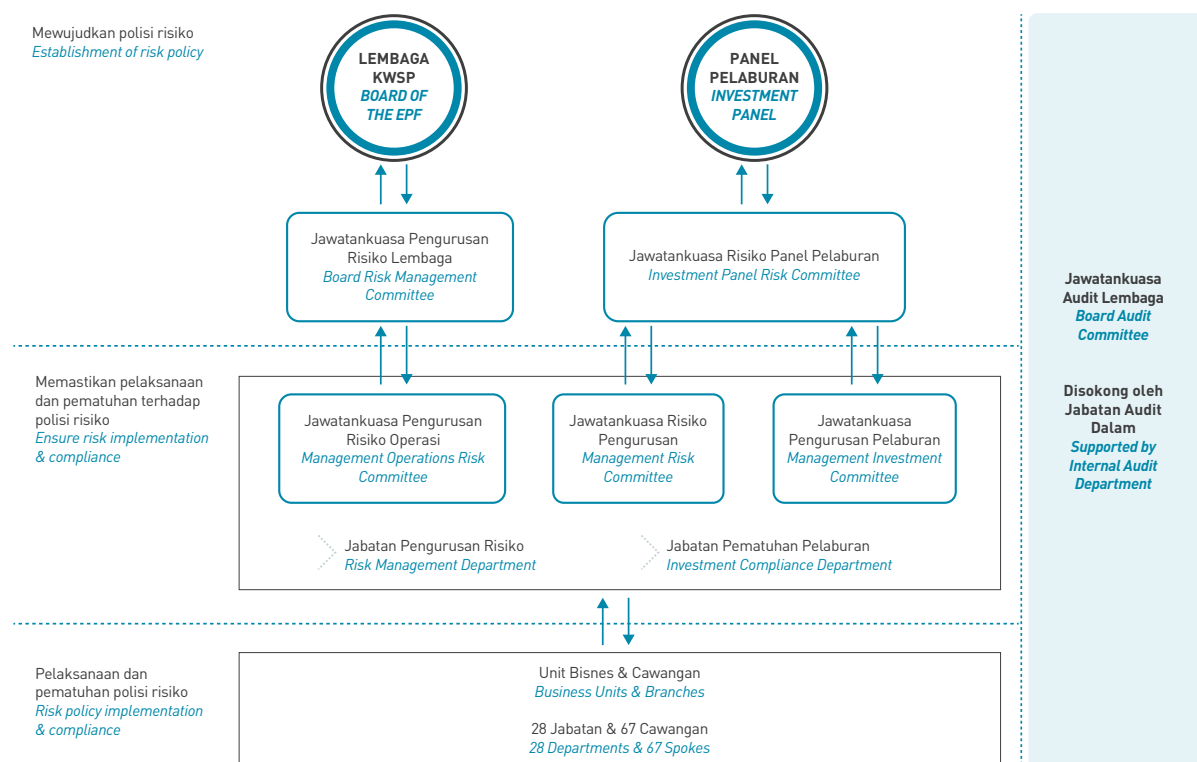 Mewujudkan polisi risiko
Establishment of risk policy
LEMBAGA
KWSP
BOARD OF
THE EPF
PANEL
PELABURAN
INVESTMENT
PANEL
Jawatankuasa Pengurusan
Risiko Lembaga
Board Risk Management
Committee
Jawatankuasa Risiko Panel Pelaburan
Investment Panel Risk Committee
Memastikan pelaksanaan
dan pematuhan terhadap
polisi risiko
Ensure risk implementation
& compliance
Jawatankuasa Pengurusan
Risiko Operasi
Management Operations Risk
Committee
Jawatankuasa Risiko
Pengurusan
Management Risk
Committee
Jawatankuasa
Pengurusan Pelaburan
Management Investment
Committee
Jabatan Pengurusan Risiko
Risk Management Department
Jabatan Pematuhan Pelaburan
Investment Compliance Department
Pelaksanaan dan
pematuhan polisi risiko
Risk policy implementation
& compliance
Unit Bisnes & Cawangan
Business Units & Branches
28 Jabatan & 67 Cawangan
28 Departments & 67 Spokes
Jawatankuasa
Audit Lembaga
Board Audit
Committee
Disokong oleh
Jabatan Audit
Dalam
Supported by
Internal Audit
Department